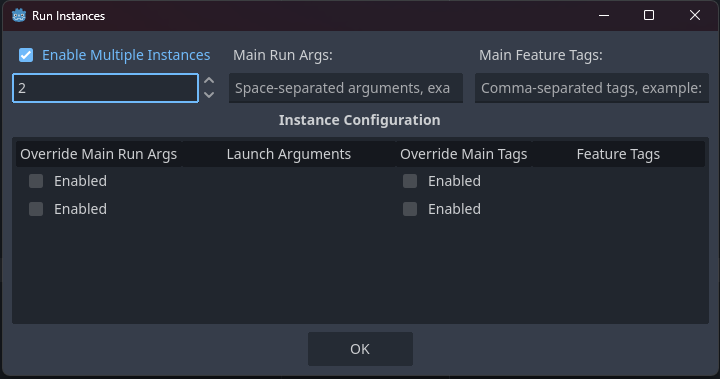 Run Instances
Enable Multiple Instances Main Run Args: Main Feature Tags:
2 Space-separated arguments, exa Comma-separated tags, example:
Instance Configuration
Override Main Run Args Launch Arguments Override Main Tags Feature Tags
Enabled Enabled
Enabled Enabled
OK